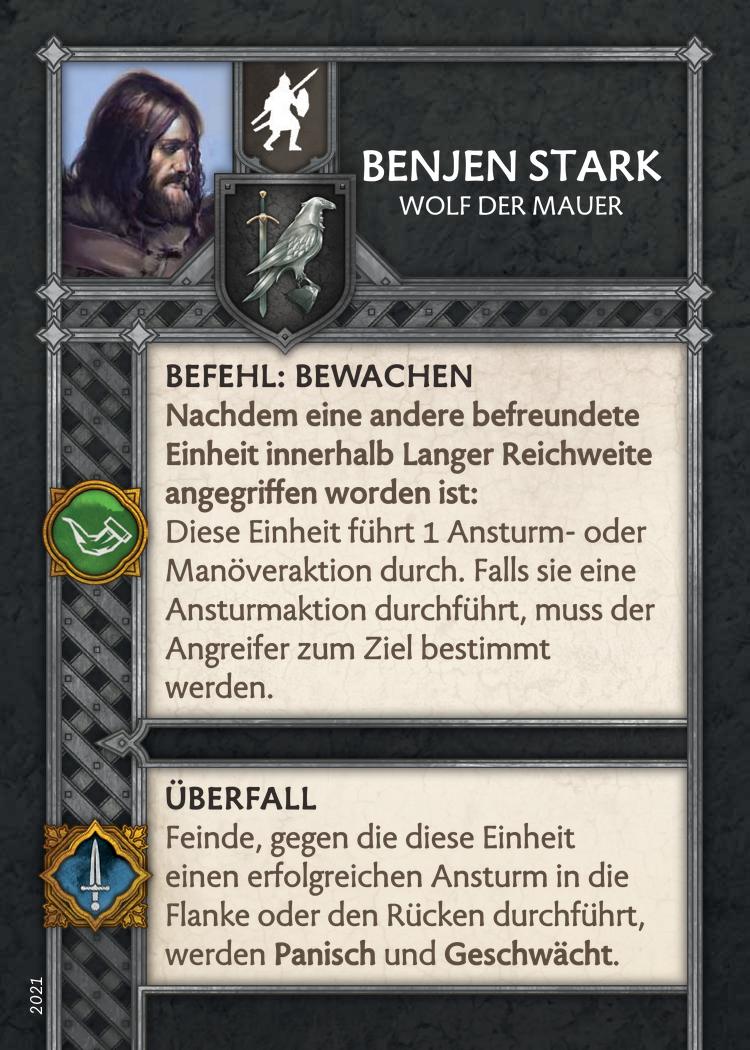 BENJEN STARK
WOLF DER MAUER
BEFEHL: BEWACHEN
Nachdem eine andere befreundete
Einheit innerhalb Langer Reichweite
angegriffen worden ist:
Diese Einheit führt 1 Ansturm- oder
Manöveraktion durch. Falls sie eine
Ansturmaktion durchführt, muss der
Angreifer zum Ziel bestimmt
werden.
ÜBERFALL
Feinde, gegen die diese Einheit
einen erfolgreichen Ansturm in die
Flanke oder den Rücken durchführt,
werden Panisch und Geschwächt.
2021